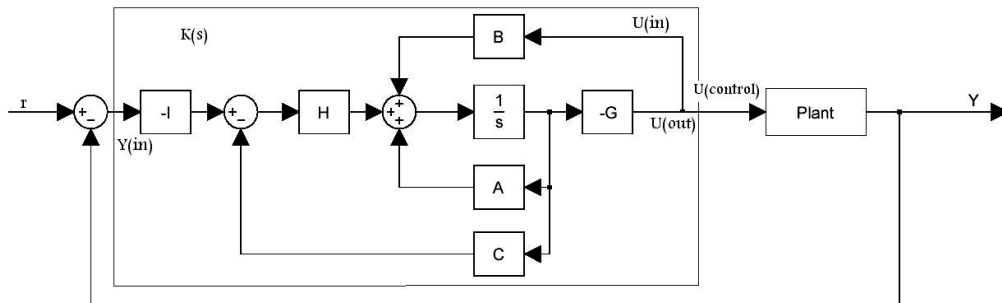 K(s)
B
U(in)
r
+
−
Y(in)
-I
+
−
H
+
+
+
1
s
-G
U(out)
U(control)
Plant
Y
A
C